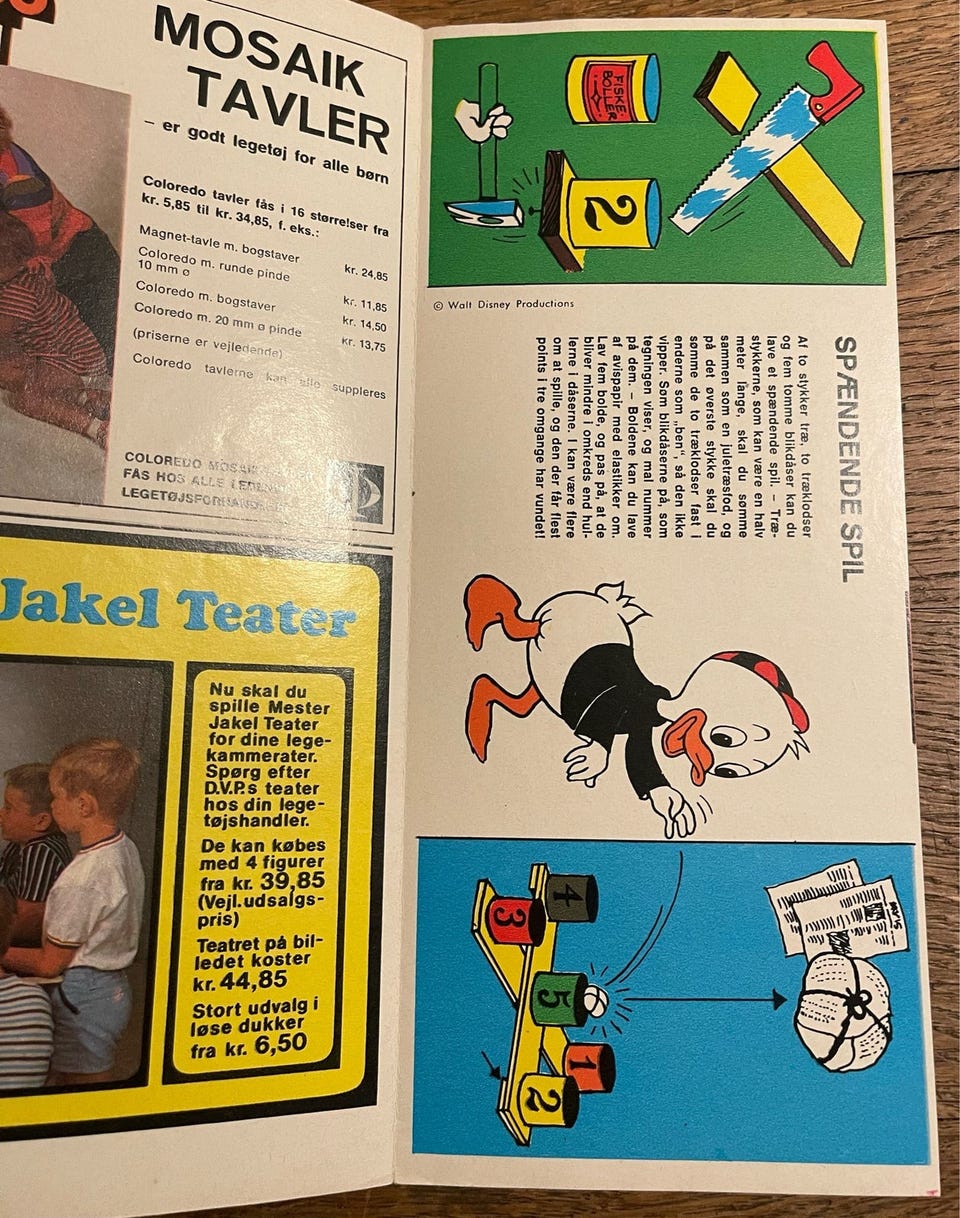 MOSAIK
TAVLER
– er godt legetøj for alle børn
Coloredo tavler fås i 16 størrelser fra
kr. 5,85 til kr. 34,85, f. eks.:
Magnet-tavle m. bogstaver kr. 24,85
Coloredo m. runde pinde
10 mm ø kr. 11,85
Coloredo m. bogstaver kr. 14,50
Coloredo m. 20 mm ø pinde kr. 13,75
(priserne er vejledende)
Coloredo tavlerne kan alle suppleres
COLOREDO
FÅS HOS ALLE
Jakel Teater
Nu skal du
spille Mester
Jakel Teater
for dine lege-
kammerater.
Spørg efter
D.V.P.s teater
hos din lege-
tøjshandler.
De kan købes
med 4 figurer
fra kr. 39,85
(Vejl. udsalgs-
pris)
Teatret på bil-
ledet koster
kr. 44,85
Stort udvalg i
løse dukker
fra kr. 6,50
FISKE
BOLLER
2
© Walt Disney Productions
SPÆNDENDE SPIL
Af to stykker træ, to træklodser
og fem tomme blikdåser kan du
lave et spændende spil. – Træ-
stykkerne, som kan være en halv
meter lange, skal du sømme
sammen som en juletræsfod, og
på det øverste stykke skal du
sømme de to træklodser fast i
enderne som „ben“, så den ikke
vipper. Som blikdåserne på, som
tegningen viser, og mal nummer
på dem. – Boldene kan du lave
af avispapir med elastikker om.
Lav fem bolde, og pas på, at de
bliver mindre i omkreds end hul-
lerne i dåserne. I kan være flere
om at spille, og den der får flest
points i tre omgange har vundet!
4
3
5
1
2